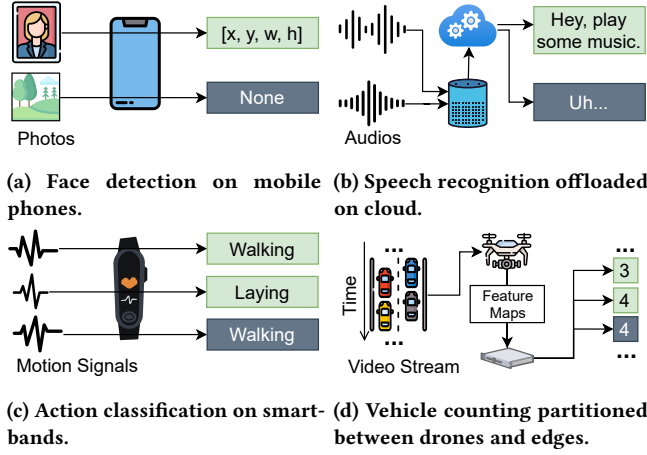 [x, y, w, h]
None
Photos
Hey, play
some music.
Uh...
Audios
(a) Face detection on mobile
phones.
(b) Speech recognition offloaded
on cloud.
Walking
Laying
Walking
Motion Signals
Time
...
...
Feature
Maps
Video Stream
...
3
4
4
...
(c) Action classification on smart-
bands.
(d) Vehicle counting partitioned
between drones and edges.